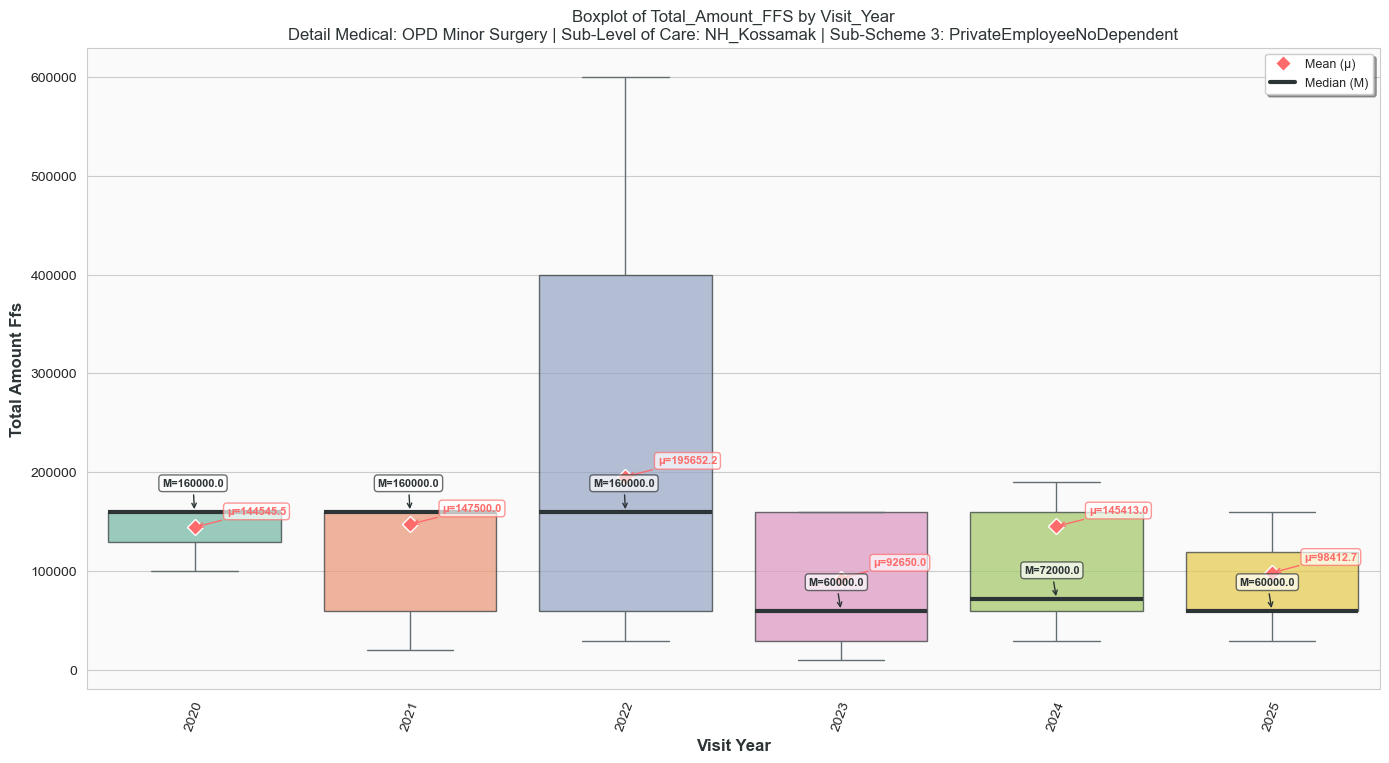 Boxplot of Total_Amount_FFS by Visit_Year
Detail Medical: OPD Minor Surgery | Sub-Level of Care: NH_Kossamak | Sub-Scheme 3: PrivateEmployeeNoDependent
Mean (μ)
Median (M)
Total Amount Ffs
600000
500000
400000
300000
200000
100000
0
M=160000.0
μ=144545.5
M=160000.0
μ=147500.0
μ=195652.2
M=160000.0
μ=92650.0
M=60000.0
μ=145413.0
M=72000.0
μ=98412.7
M=60000.0
2020
2021
2022
2023
2024
2025
Visit Year